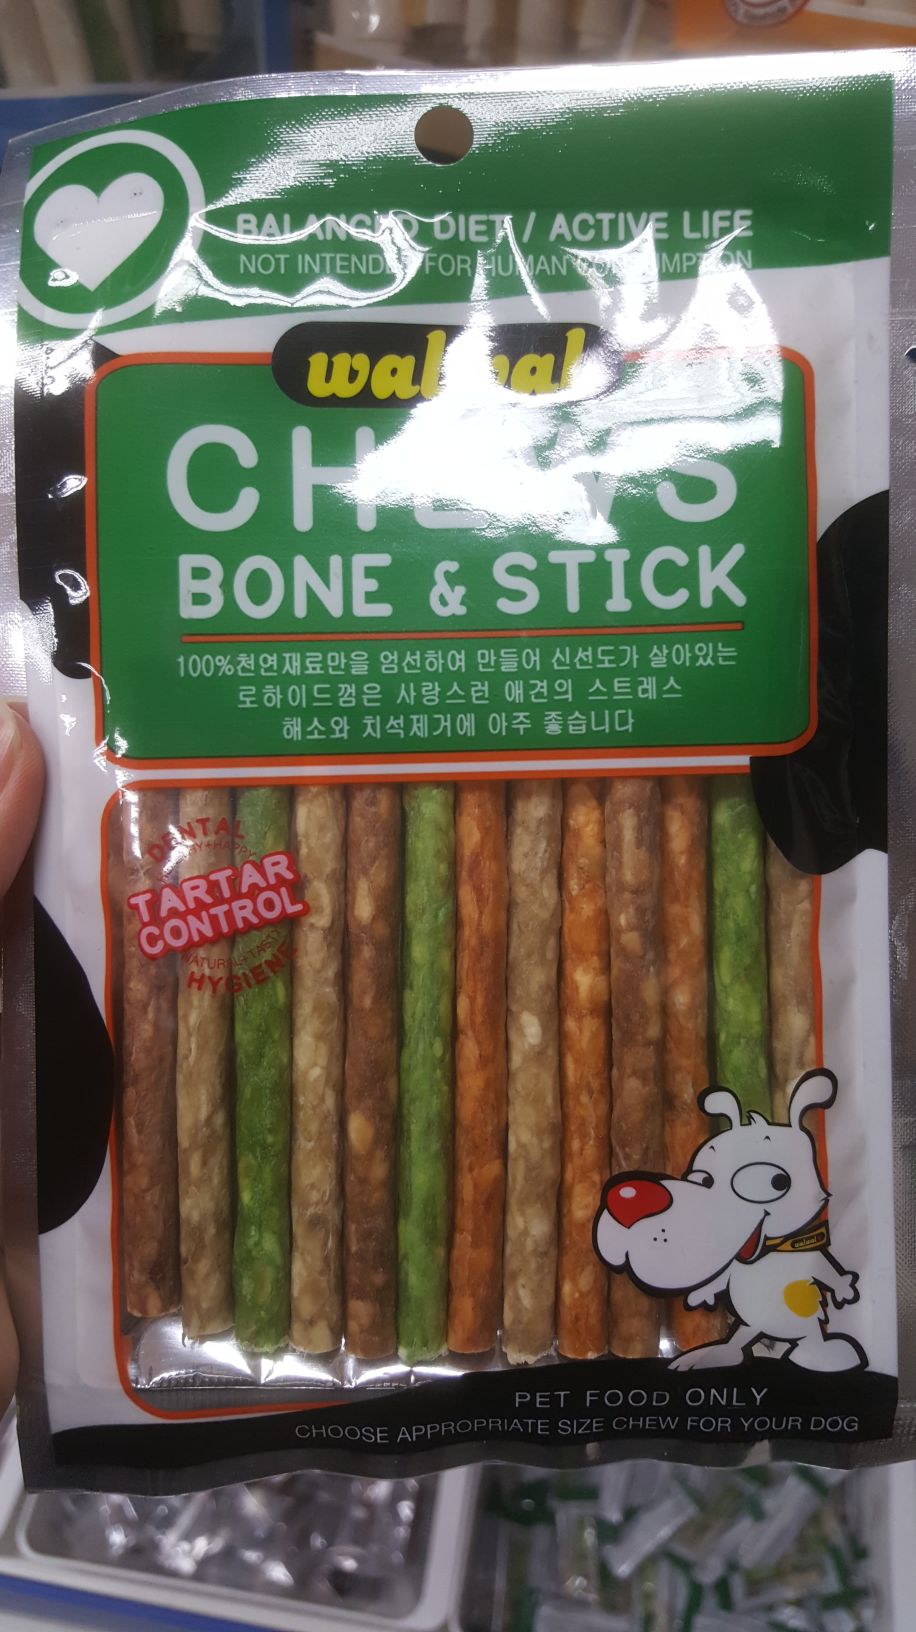 BALANCED DIET / ACTIVE LIFE
NOT INTENDED FOR HUMAN CONSUMPTION
walwal
CHEWS
BONE & STICK
100%천연재료만을 엄선하여 만들어 신선도가 살아있는
로하이드껌은 사랑스런 애견의 스트레스
해소와 치석제거에 아주 좋습니다
DENTAL
TARTAR
CONTROL
NATURAL+TASTY
HYGIENE
walwal
PET FOOD ONLY
CHOOSE APPROPRIATE SIZE CHEW FOR YOUR DOG